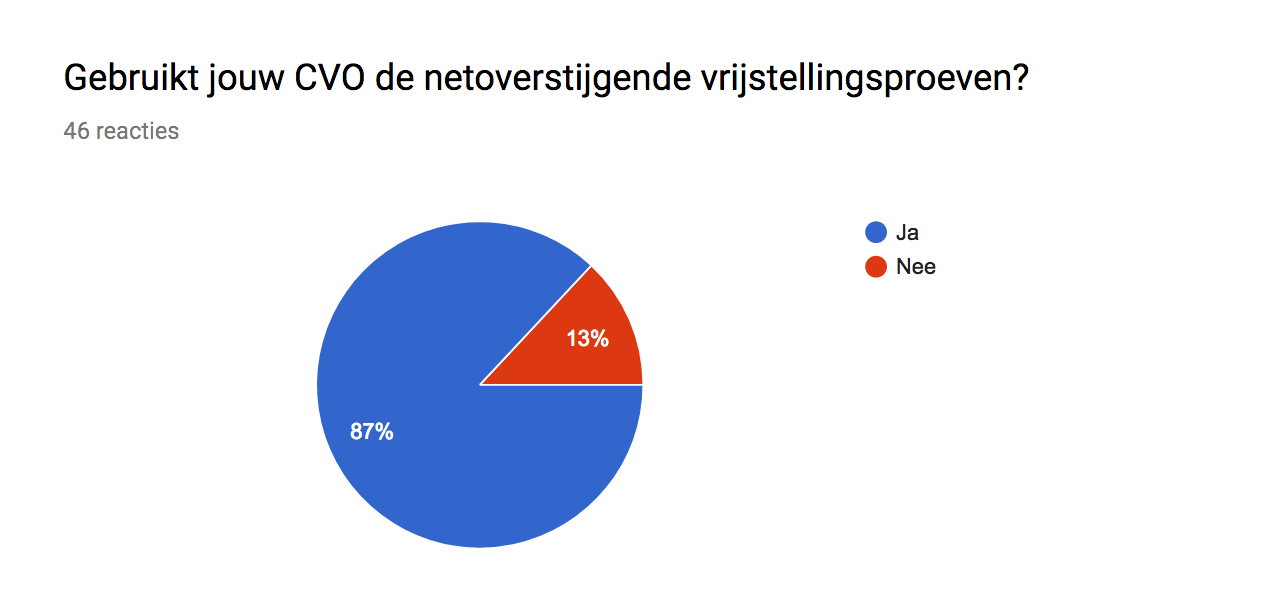 Gebruikt jouw CVO de netoverstijgende vrijstellingsproeven?
46 reacties
Ja
Nee
13%
87%